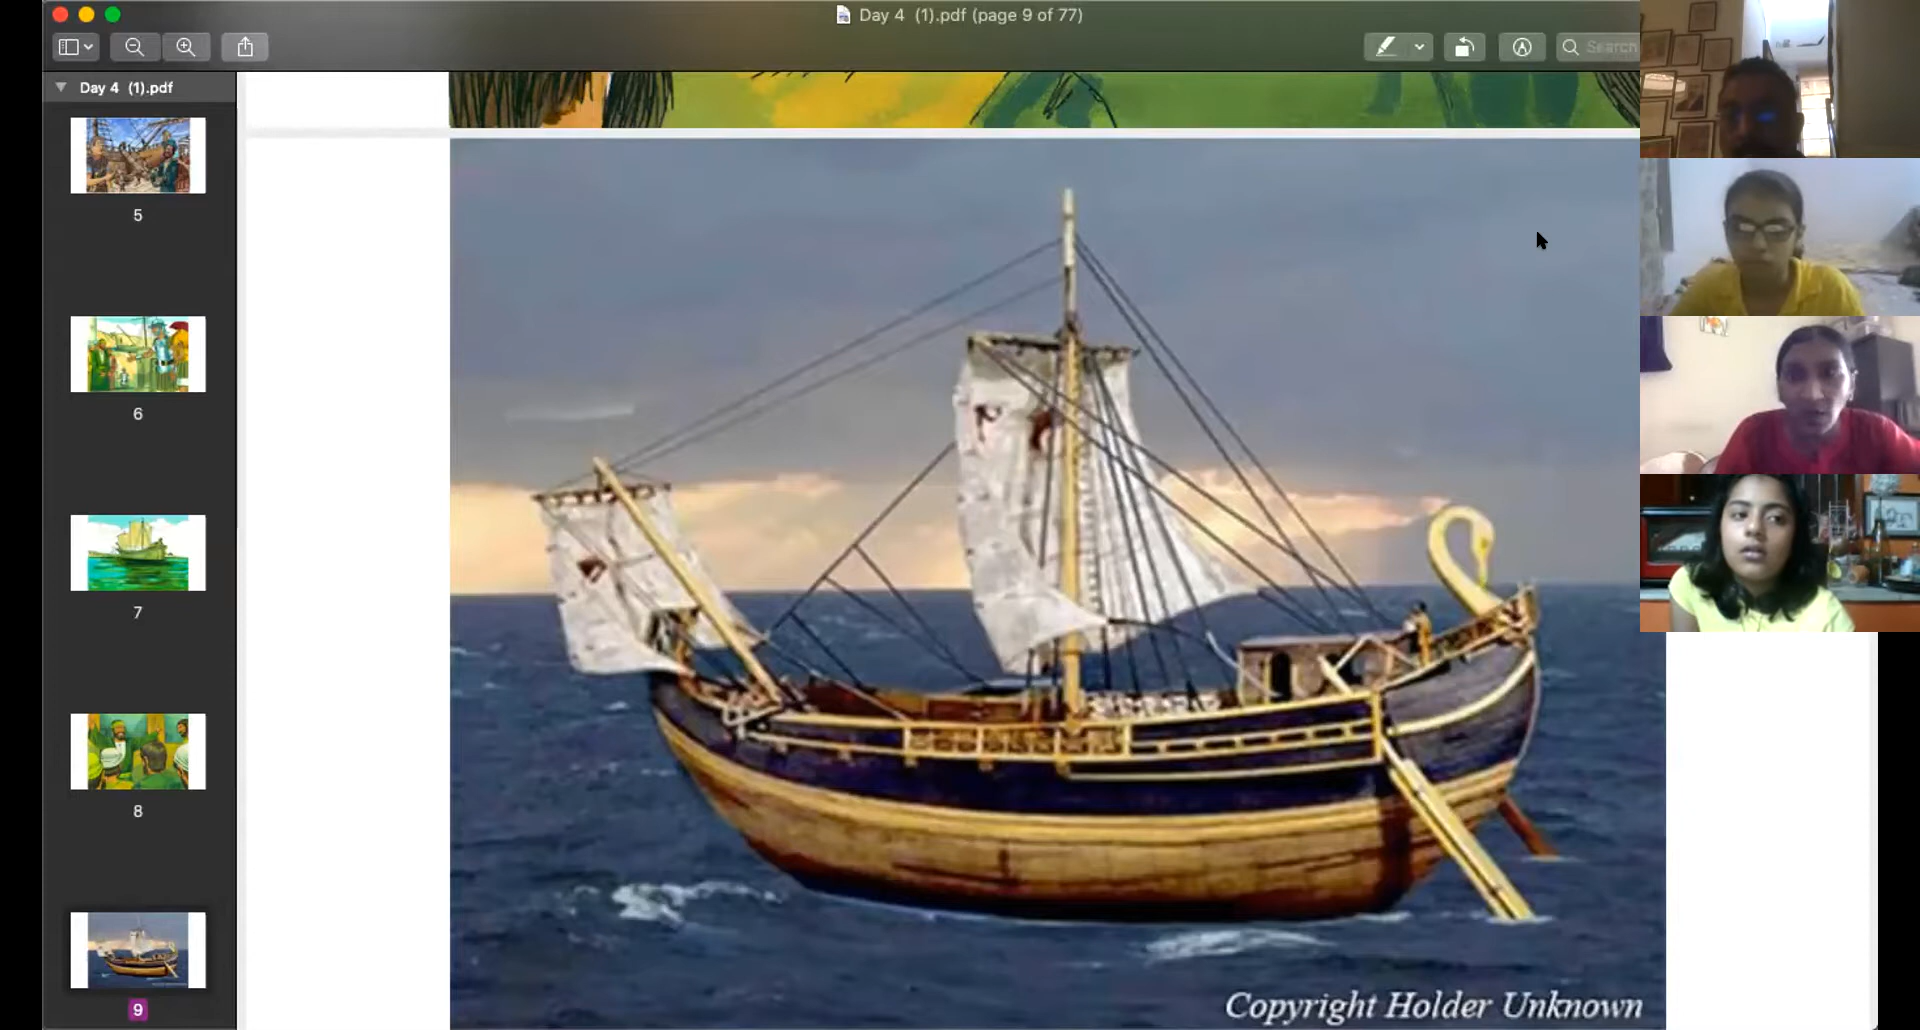 Day 4 (1).pdf (page 9 of 77)
Search
Day 4 (1).pdf
5
6
7
8
9
Copyright Holder Unknown